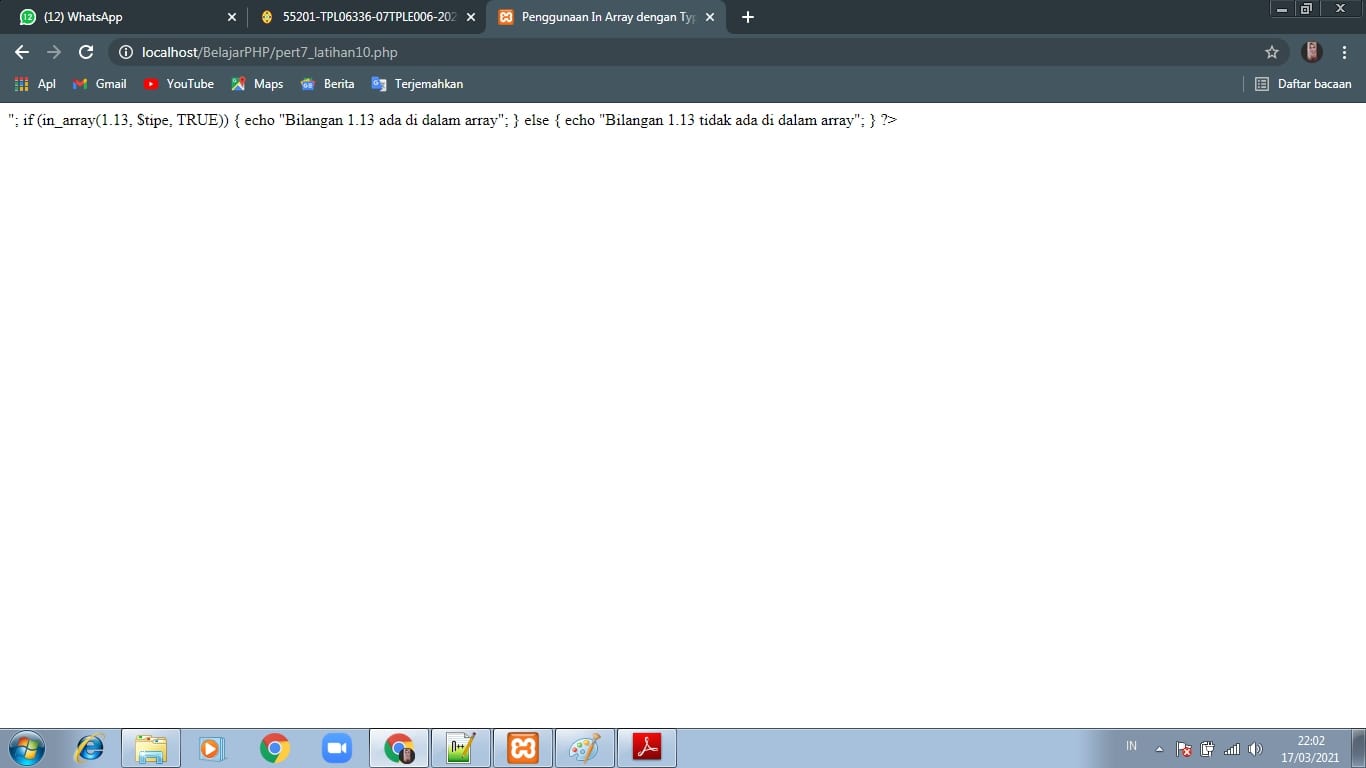 (12) WhatsApp
55201-TPL06336-07TPLE006-202
Penggunaan In Array dengan Typ
localhost/BelajarPHP/pert7_latihan10.php
Apl Gmail YouTube Maps Berita Terjemahkan Daftar bacaan
"; if (in_array(1.13, $tipe, TRUE)) { echo "Bilangan 1.13 ada di dalam array"; } else { echo "Bilangan 1.13 tidak ada di dalam array"; } ?>
IN
22:02
17/03/2021